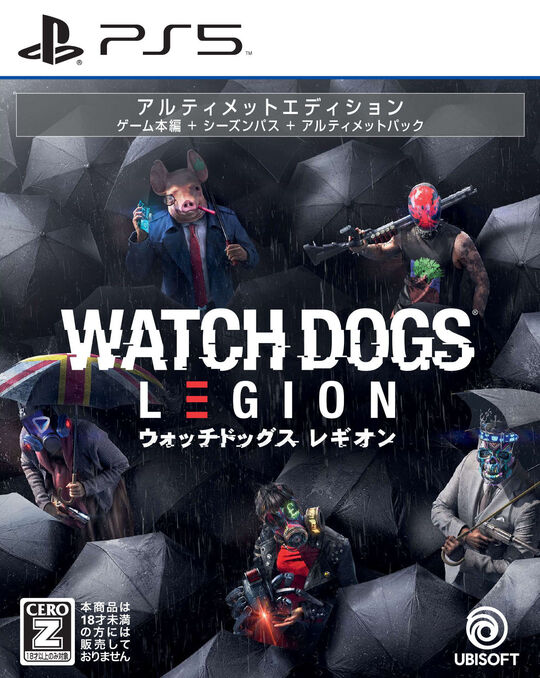 PS5
アルティメットエディション
ゲーム本編 + シーズンパス + アルティメットパック
WATCH DOGS®
LEGION
ウォッチドッグス レギオン
CERO
Z
18才以上のみ対象
本商品は
18才未満
の方には
販売して
おりません
UBISOFT